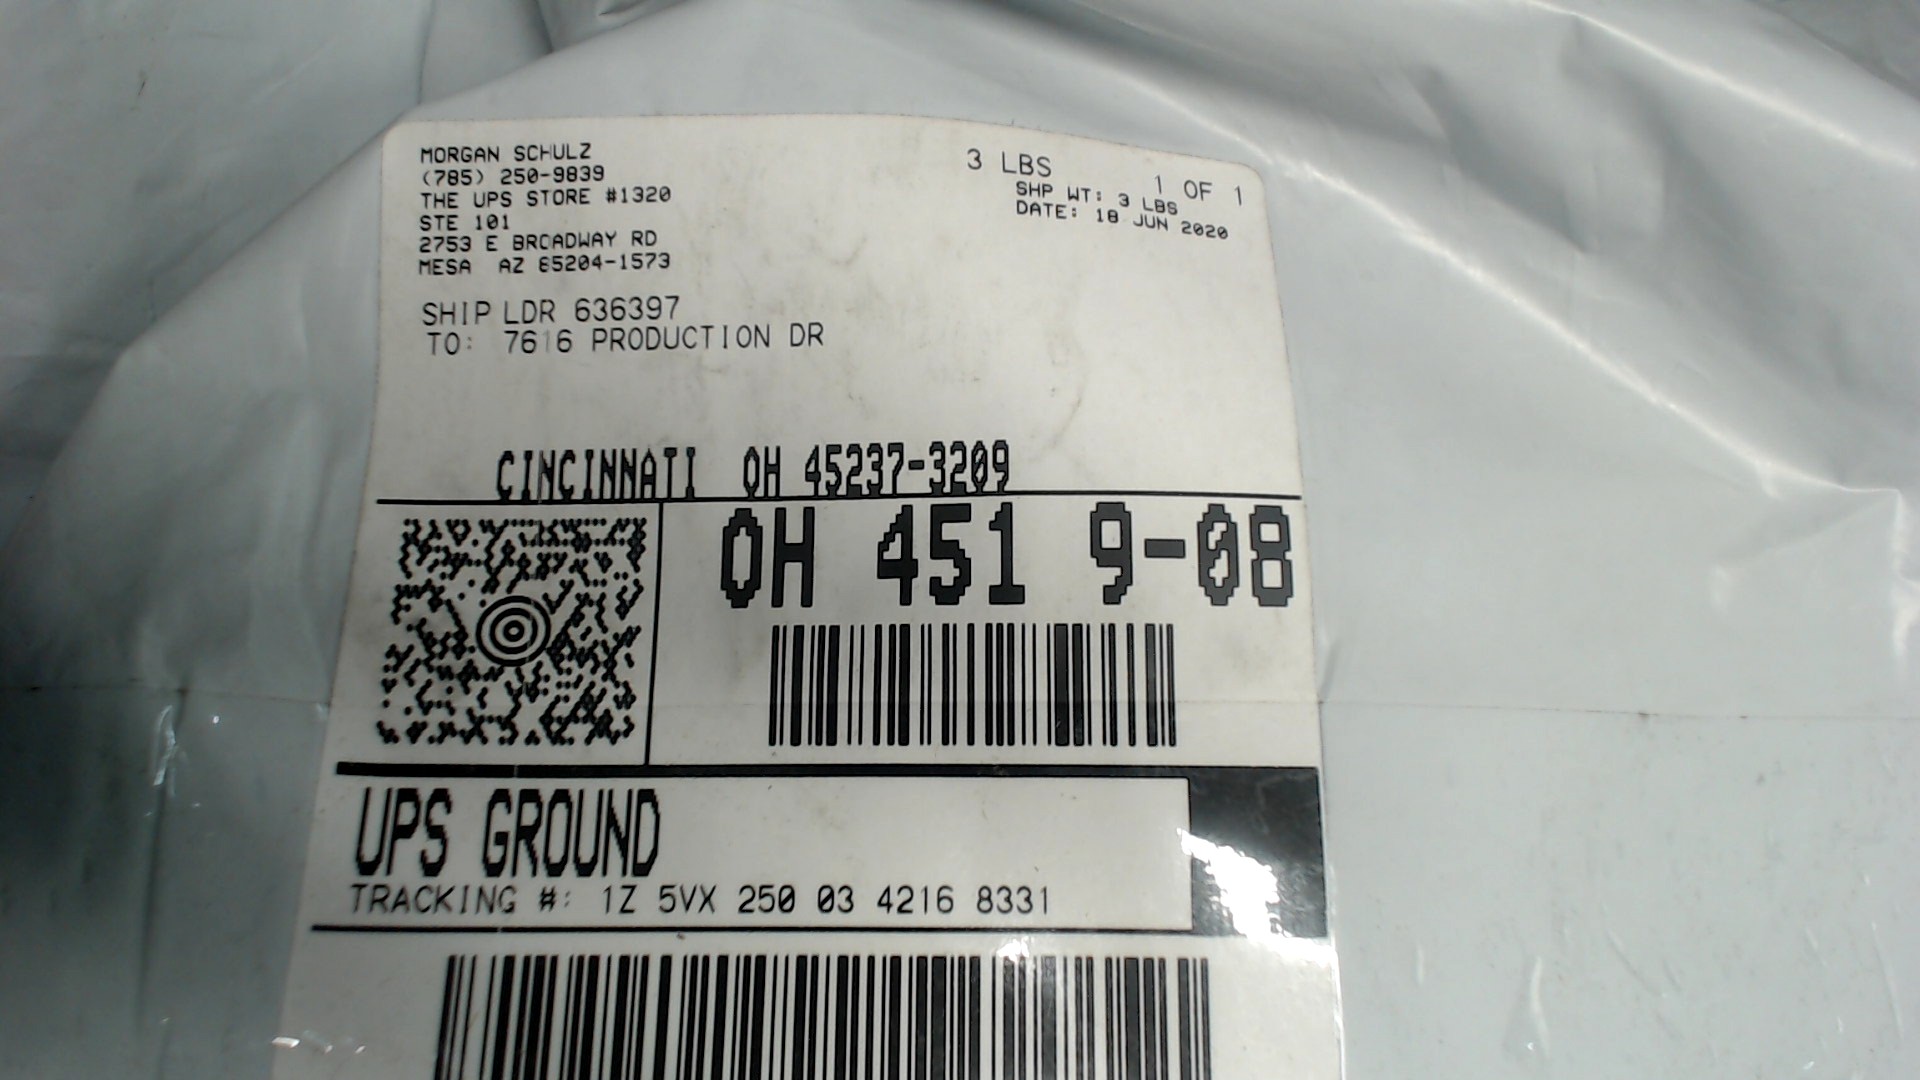 MORGAN SCHULZ
(785) 250-9839
THE UPS STORE #1320
STE 101
2753 E BROADWAY RD
MESA AZ 85204-1573
3 LBS
1 OF 1
SHP WT: 3 LBS
DATE: 18 JUN 2020
SHIP LDR 636397
TO: 7616 PRODUCTION DR
CINCINNATI OH 45237-3209
OH 451 9-08
UPS GROUND
TRACKING #: 1Z 5VX 250 03 4216 8331